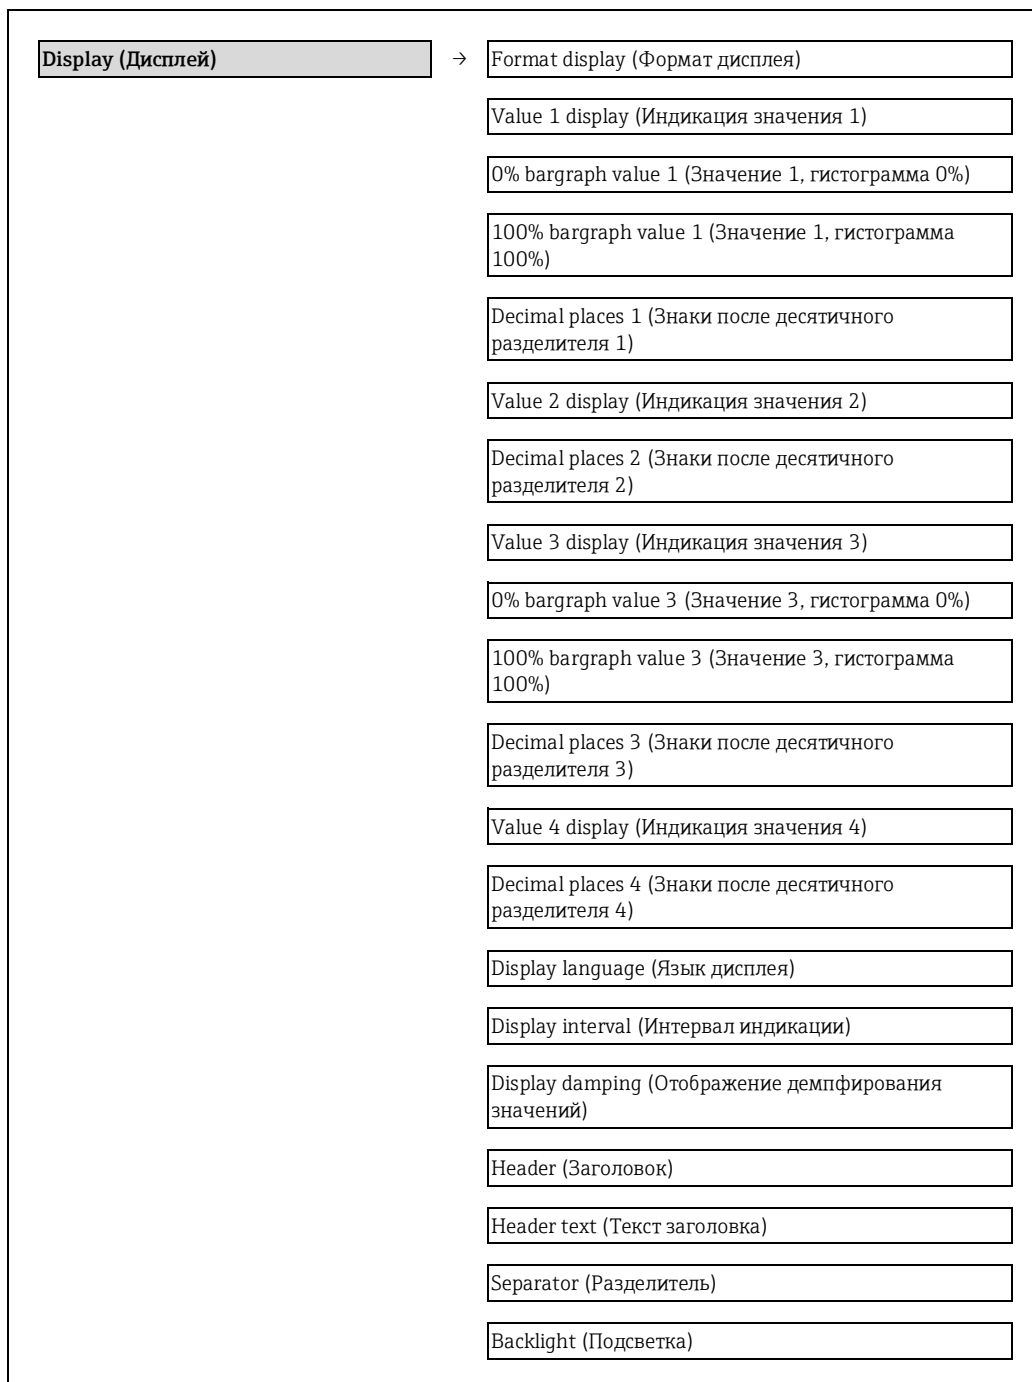 Display (Дисплей) → Format display (Формат дисплея)
Value 1 display (Индикация значения 1)
0% bargraph value 1 (Значение 1, гистограмма 0%)
100% bargraph value 1 (Значение 1, гистограмма
100%)
Decimal places 1 (Знаки после десятичного
разделителя 1)
Value 2 display (Индикация значения 2)
Decimal places 2 (Знаки после десятичного
разделителя 2)
Value 3 display (Индикация значения 3)
0% bargraph value 3 (Значение 3, гистограмма 0%)
100% bargraph value 3 (Значение 3, гистограмма
100%)
Decimal places 3 (Знаки после десятичного
разделителя 3)
Value 4 display (Индикация значения 4)
Decimal places 4 (Знаки после десятичного
разделителя 4)
Display language (Язык дисплея)
Display interval (Интервал индикации)
Display damping (Отображение демпфирования
значений)
Header (Заголовок)
Header text (Текст заголовка)
Separator (Разделитель)
Backlight (Подсветка)